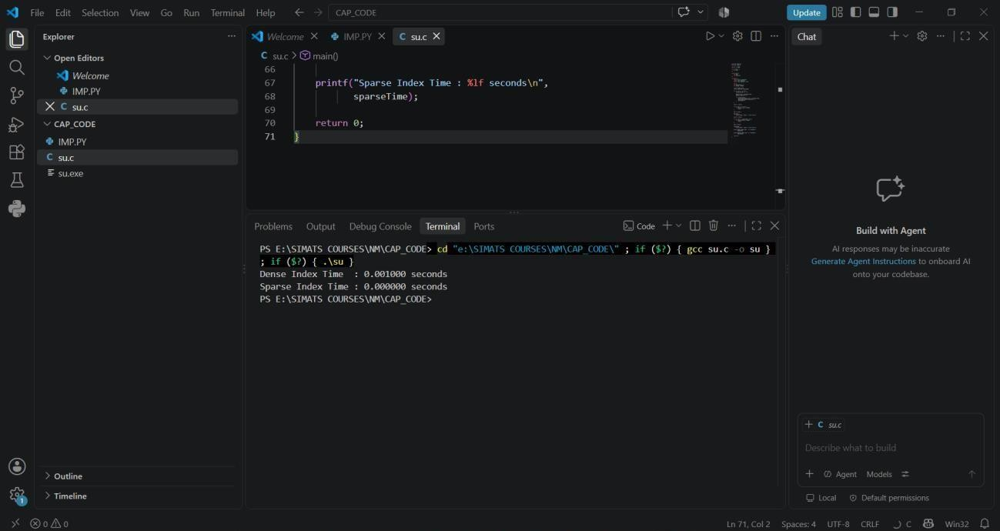 File Edit Selection View Go Run Terminal Help
CAP_CODE
Update
Explorer
Open Editors
Welcome
IMP.PY
C su.c
CAP_CODE
IMP.PY
C su.c
su.exe
Outline
Timeline
1
Welcome IMP.PY C su.c
C su.c > main()
66
67 printf("Sparse Index Time : %lf seconds\n",
68 sparseTime);
69
70 return 0;
71 }
Problems Output Debug Console Terminal Ports
Code
PS E:\SIMATS COURSES\NM\CAP_CODE> cd "e:\SIMATS COURSES\NM\CAP_CODE\" ; if ($?) { gcc su.c -o su }
; if ($?) { .\su }
Dense Index Time  : 0.001000 seconds
Sparse Index Time : 0.000000 seconds
PS E:\SIMATS COURSES\NM\CAP_CODE>
Chat
Build with Agent
AI responses may be inaccurate
Generate Agent Instructions to onboard AI
onto your codebase.
C su.c
Describe what to build
Agent Models
Local Default permissions
0 0
Ln 71, Col 2 Spaces: 4 UTF-8 CRLF C Win32